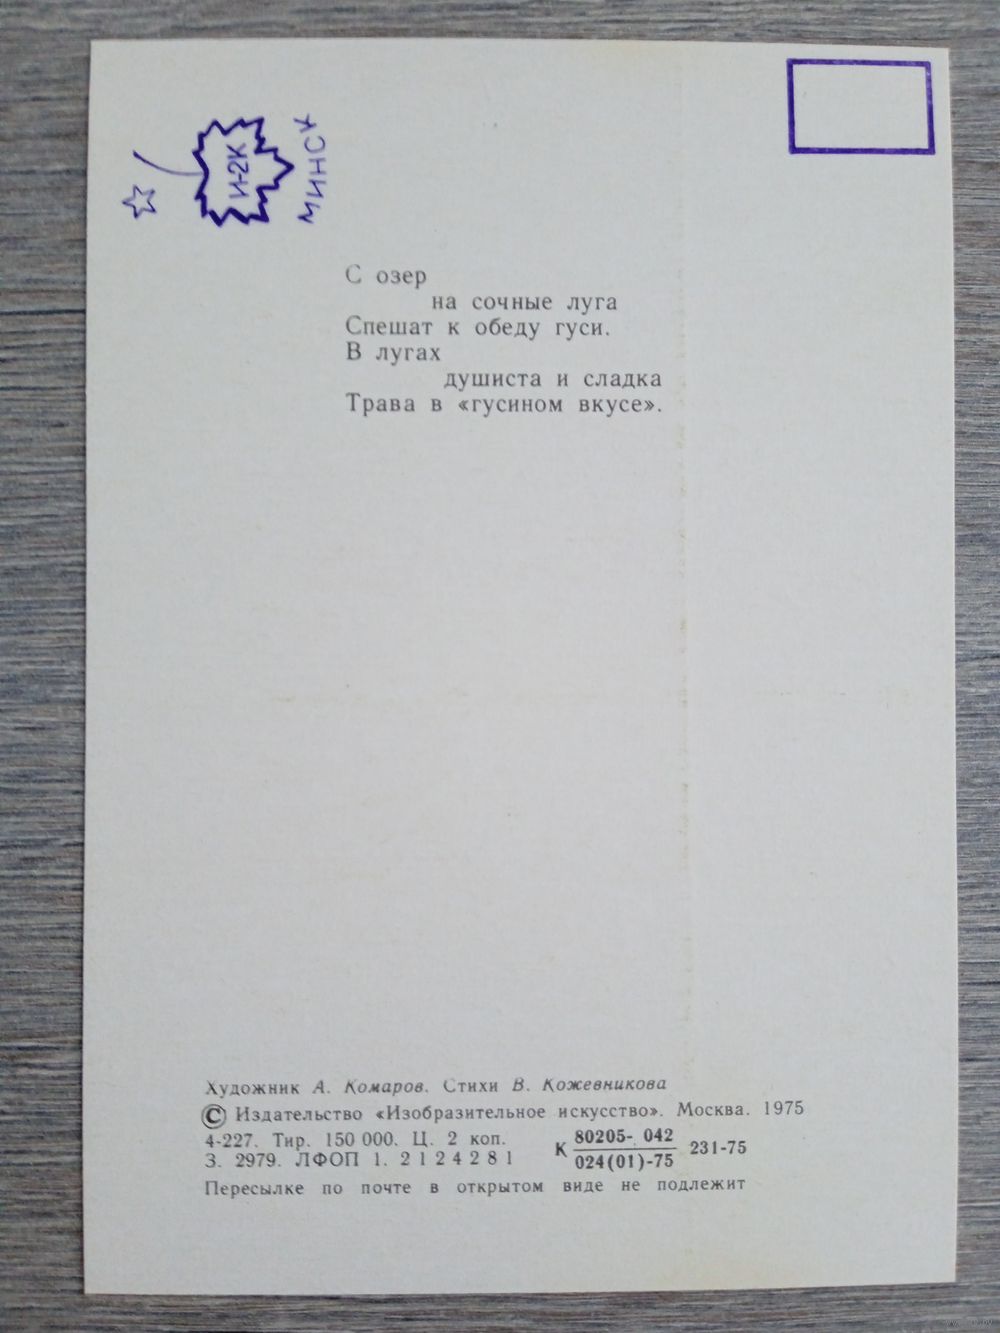 И-2К
МИНСК
С озер
на сочные луга
Спешат к обеду гуси.
В лугах
душиста и сладка
Трава в «гусином вкусе».
Художник А. Комаров. Стихи В. Кожевникова
© Издательство «Изобразительное искусство». Москва. 1975
4-227. Тир. 150 000. Ц. 2 коп.
З. 2979. ЛФОП 1. 2124281
К 80205-042
024(01)-75 231-75
Пересылке по почте в открытом виде не подлежит